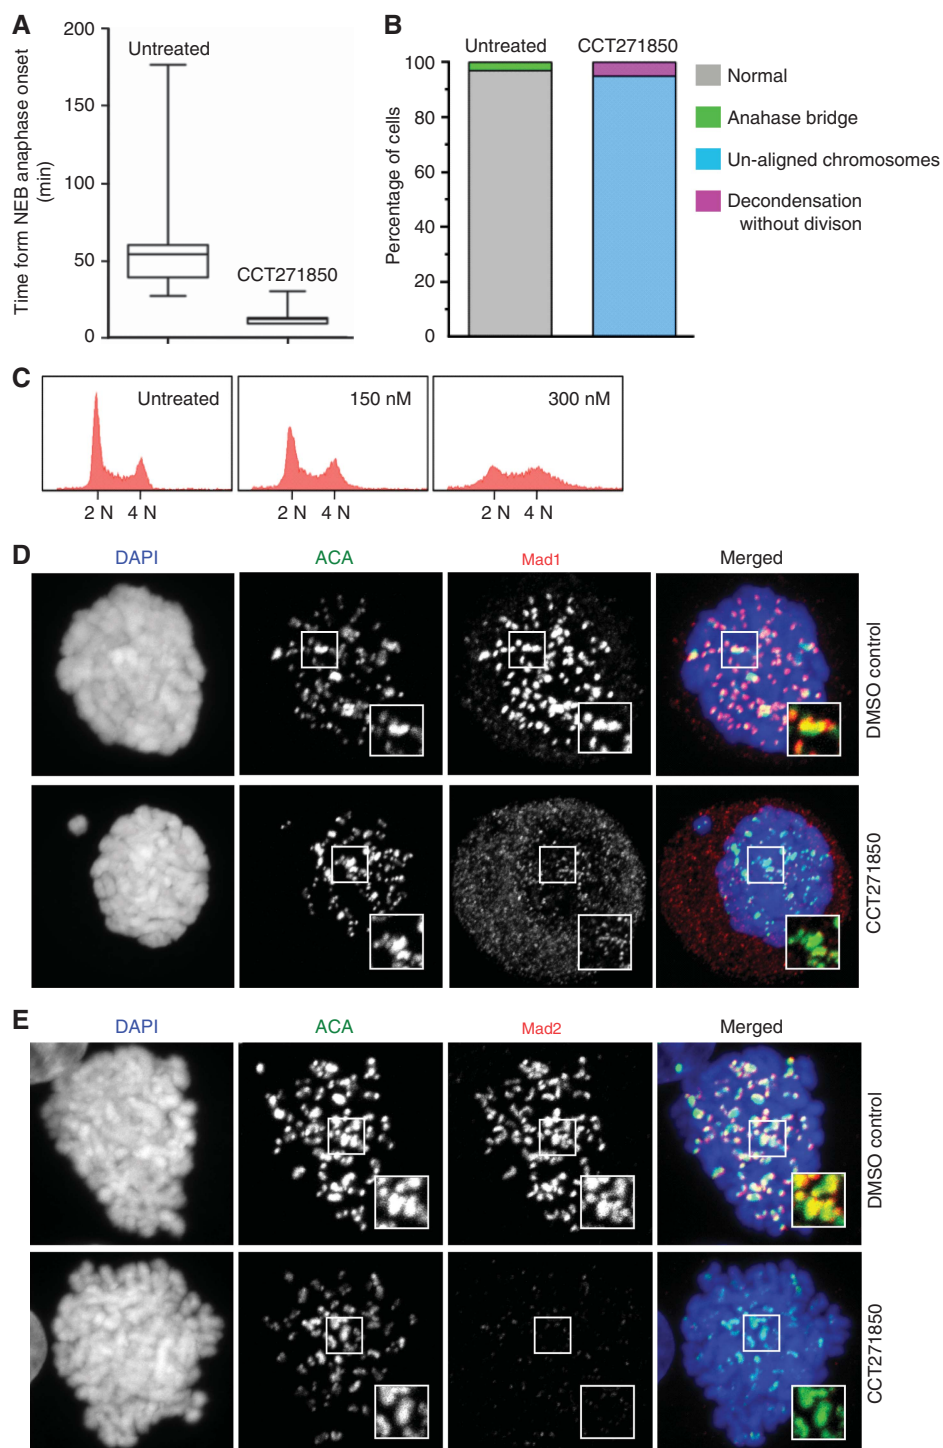 A
Time form NEB anaphase onset
(min)
200
150
100
50
0
Untreated
CCT271850
B
Percentage of cells
100
80
60
40
20
0
Untreated
CCT271850
Normal
Anahase bridge
Un-aligned chromosomes
Decondensation
without divison
C
Untreated
150 nM
300 nM
2 N 4 N
2 N 4 N
2 N 4 N
D
DAPI
ACA
Mad1
Merged
DMSO control
CCT271850
E
DAPI
ACA
Mad2
Merged
DMSO control
CCT271850